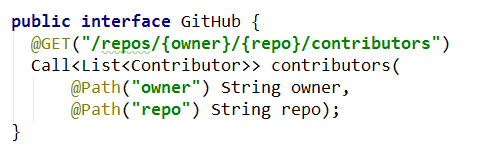 public interface GitHub {
@GET("/repos/{owner}/{repo}/contributors")
Call<List<Contributor>> contributors(
@Path("owner") String owner,
@Path("repo") String repo);
}